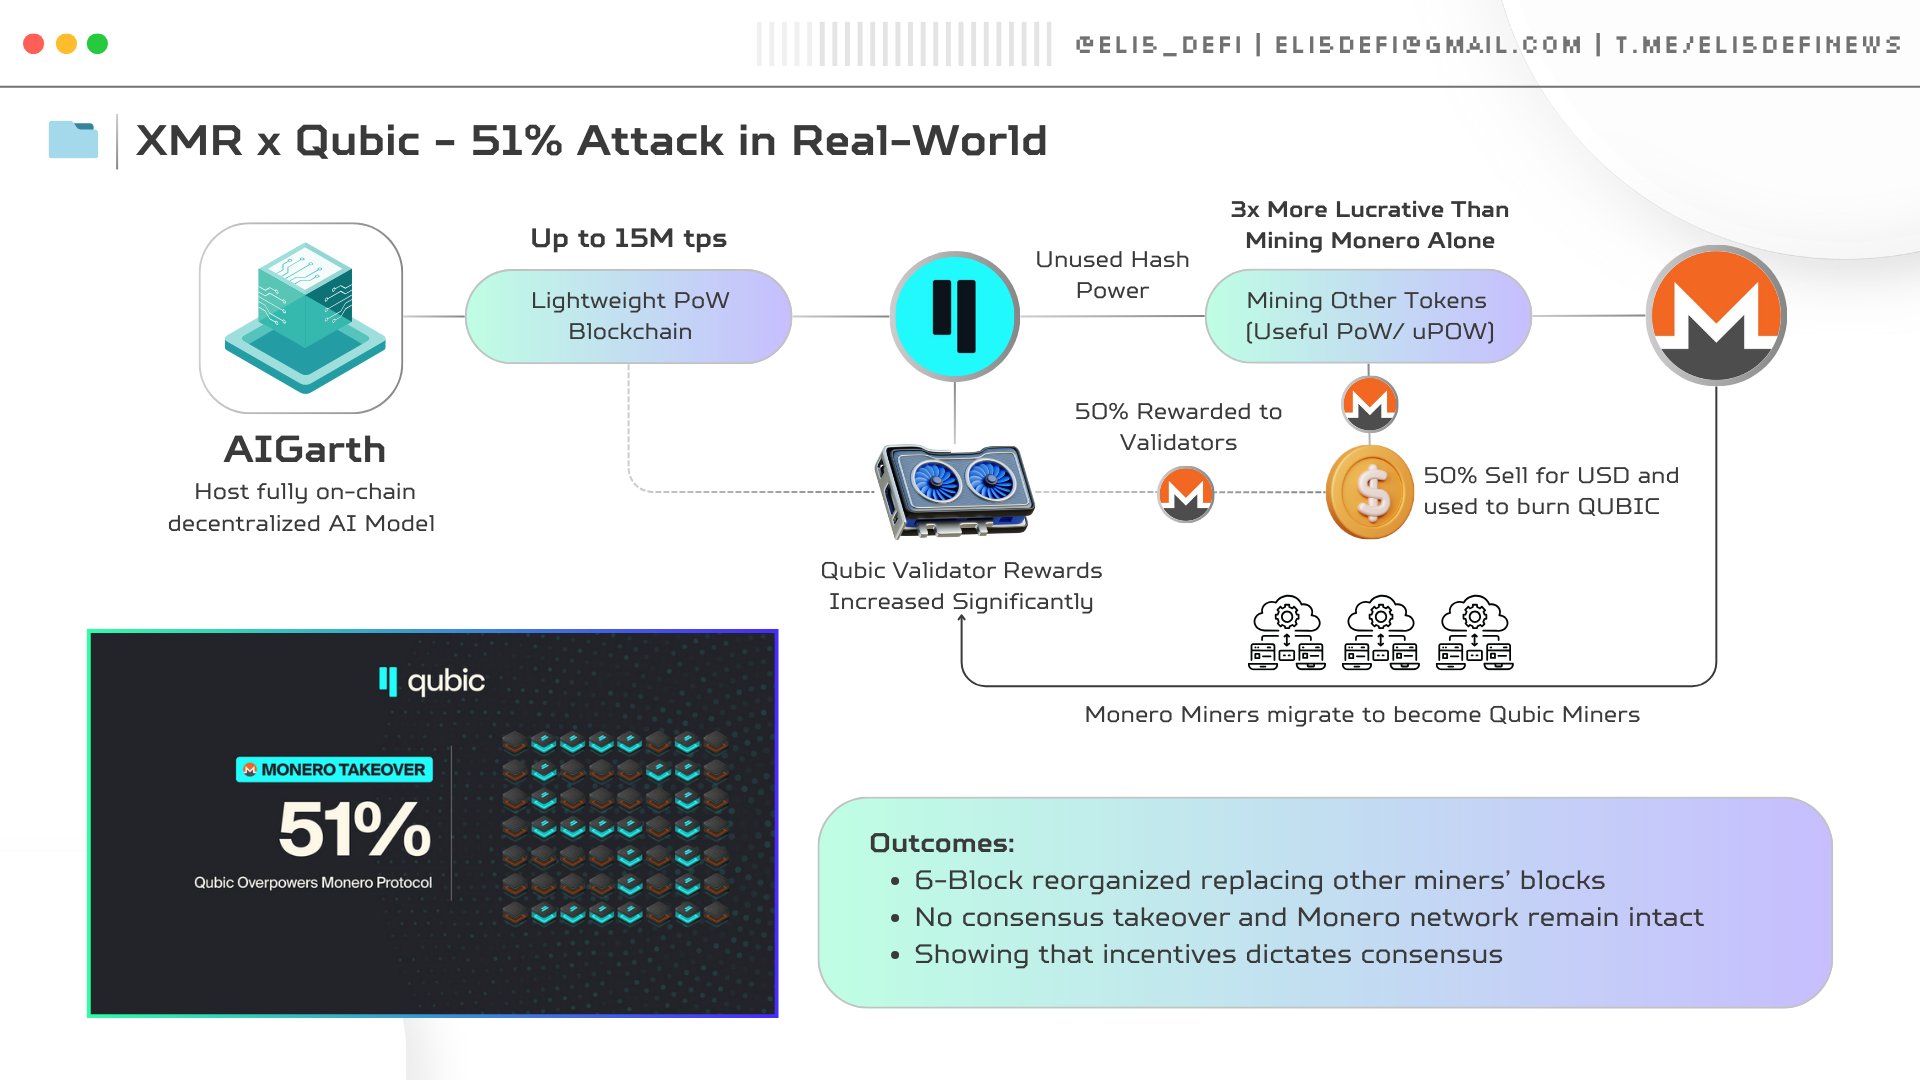 @ELIS_DEFI | ELISDEFI@GMAIL.COM | T.ME/ELISDEFINEWS
XMR x Qubic - 51% Attack in Real-World
Up to 15M tps
Lightweight PoW
Blockchain
Unused Hash
Power
3x More Lucrative Than
Mining Monero Alone
Mining Other Tokens
(Useful PoW/ uPOW)
AIGarth
Host fully on-chain
decentralized AI Model
50% Rewarded to
Validators
50% Sell for USD and
used to burn QUBIC
Qubic Validator Rewards
Increased Significantly
Monero Miners migrate to become Qubic Miners
qubic
MONERO TAKEOVER
51%
Qubic Overpowers Monero Protocol
Outcomes:
• 6-Block reorganized replacing other miners’ blocks
• No consensus takeover and Monero network remain intact
• Showing that incentives dictates consensus